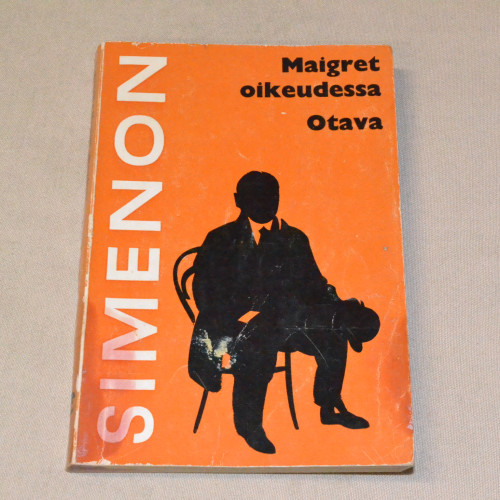 SIMENON
Maigret
oikeudessa
Otava